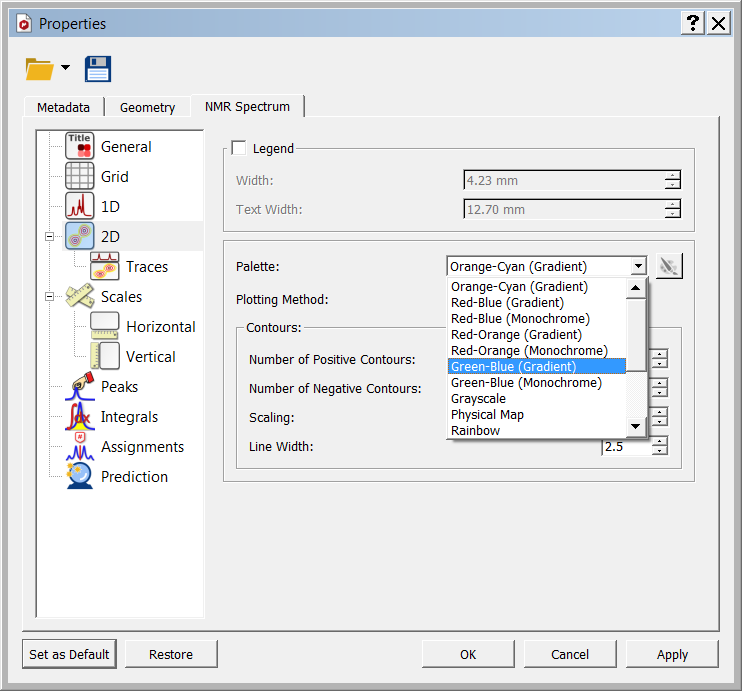 Properties
Metadata
Geometry
NMR Spectrum
Title
General
Grid
1D
2D
Traces
Scales
Horizontal
Vertical
Peaks
Integrals
Assignments
Prediction
Legend
Width: 4.23 mm
Text Width: 12.70 mm
Palette: Orange-Cyan (Gradient)
Orange-Cyan (Gradient)
Red-Blue (Gradient)
Red-Blue (Monochrome)
Red-Orange (Gradient)
Red-Orange (Monochrome)
Green-Blue (Gradient)
Green-Blue (Monochrome)
Grayscale
Physical Map
Rainbow
Plotting Method:
Contours:
Number of Positive Contours:
Number of Negative Contours:
Scaling:
Line Width: 2.5
Set as Default
Restore
OK
Cancel
Apply